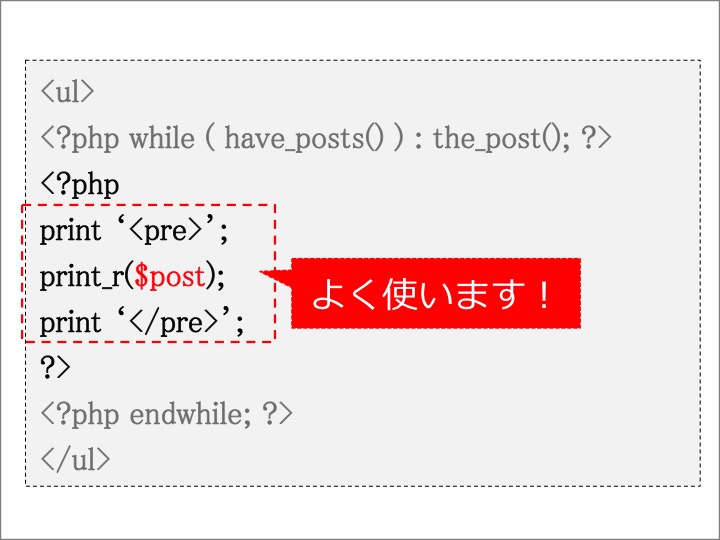 <ul>
<?php while ( have_posts() ) : the_post(); ?>
<?php
print ‘<pre>’;
print_r($post);
よく使います！
print ‘</pre>’;
?>
<?php endwhile; ?>
</ul>